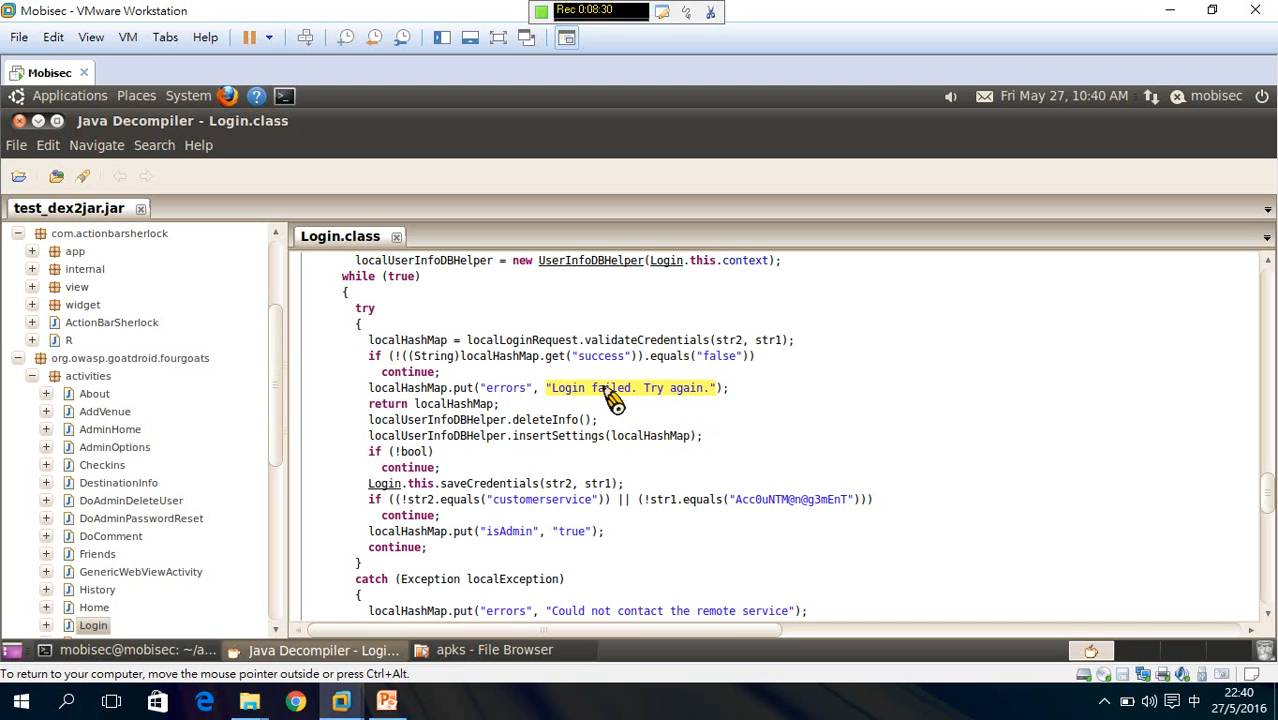 Mobisec - VMware Workstation
Rec 0:08:30
File Edit View VM Tabs Help
Mobisec
Applications Places System
Fri May 27, 10:40 AM
mobisec
Java Decompiler - Login.class
File Edit Navigate Search Help
test_dex2jar.jar
com.actionbarsherlock
app
internal
view
widget
ActionBarSherlock
R
org.owasp.goatdroid.fourgoats
activities
About
AddVenue
AdminHome
AdminOptions
Checkins
DestinationInfo
DoAdminDeleteUser
DoAdminPasswordReset
DoComment
Friends
GenericWebViewActivity
History
Home
Login
Login.class
localUserInfoDBHelper = new UserInfoDBHelper(Login.this.context);
while (true)
{
try
{
localHashMap = localLoginRequest.validateCredentials(str2, str1);
if (!((String)localHashMap.get("success")).equals("false"))
continue;
localHashMap.put("errors", "Login failed. Try again.");
return localHashMap;
localUserInfoDBHelper.deleteInfo();
localUserInfoDBHelper.insertSettings(localHashMap);
if (!bool)
continue;
Login.this.saveCredentials(str2, str1);
if ((!str2.equals("customerservice")) || (!str1.equals("Acc0uNTM@n@g3mEnT")))
continue;
localHashMap.put("isAdmin", "true");
continue;
}
catch (Exception localException)
{
localHashMap.put("errors", "Could not contact the remote service");
mobisec@mobisec: ~/a...
Java Decompiler - Logi...
apks - File Browser
To return to your computer, move the mouse pointer outside or press Ctrl+Alt.
中
22:40
27/5/2016